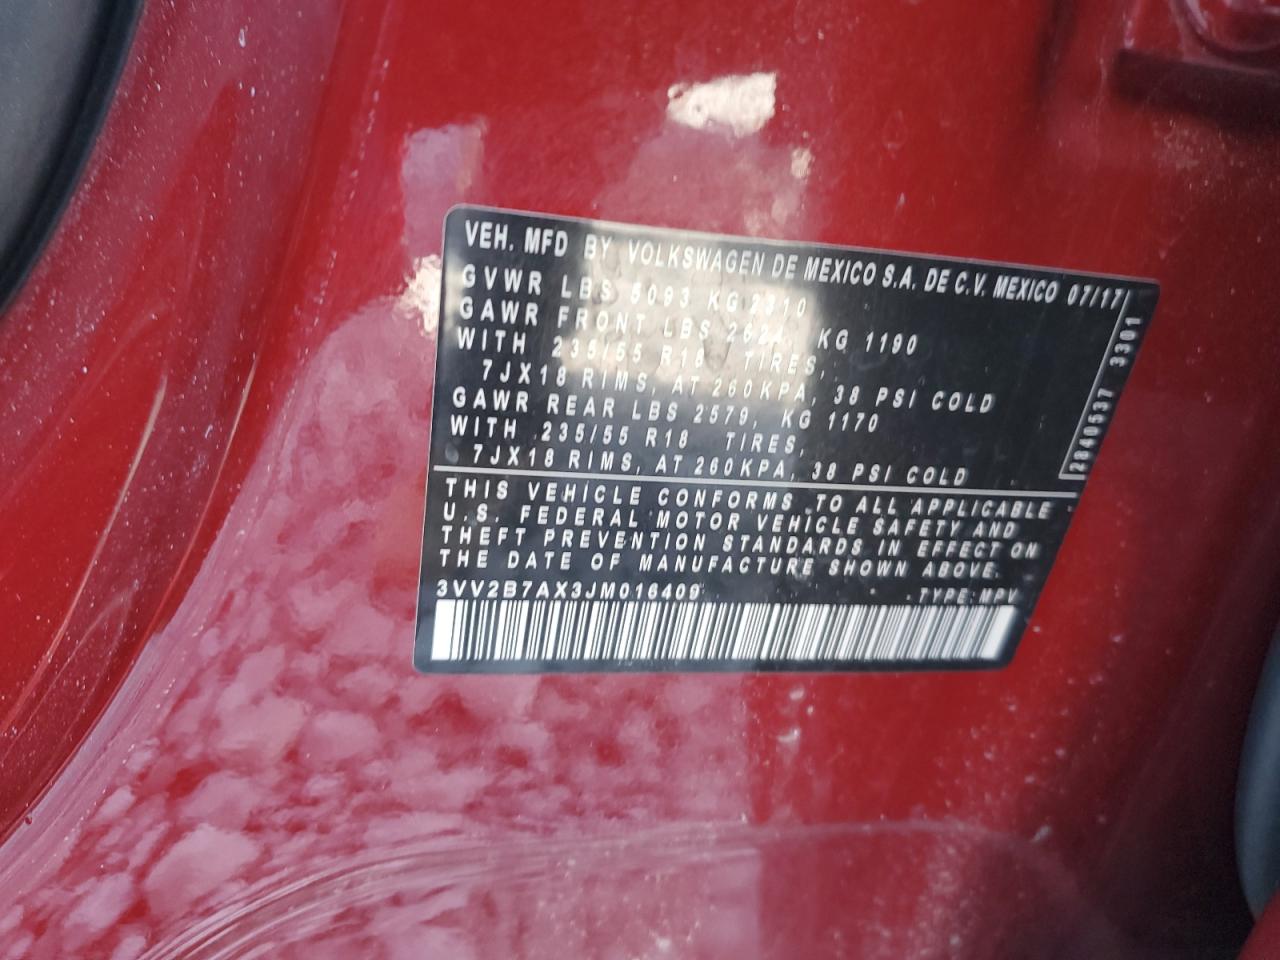 VEH. MFD BY VOLKSWAGEN DE MEXICO S.A. DE C.V. MEXICO 07/17
GVWR LBS 5093 KG 2310
GAWR FRONT LBS 2624, KG 1190
WITH 235/55 R18 TIRES,
7JX18 RIMS, AT 260KPA, 38 PSI COLD
GAWR REAR LBS 2579, KG 1170
WITH 235/55 R18 TIRES,
7JX18 RIMS, AT 260KPA, 38 PSI COLD
2840537 3301
THIS VEHICLE CONFORMS TO ALL APPLICABLE
U.S. FEDERAL MOTOR VEHICLE SAFETY AND
THEFT PREVENTION STANDARDS IN EFFECT ON
THE DATE OF MANUFACTURE SHOWN ABOVE.
3VV2B7AX3JM016409 TYPE: MPV